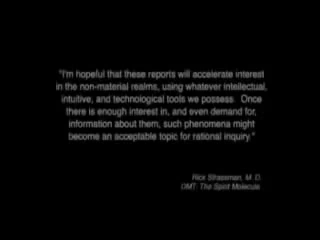 "I'm hopeful that these reports will accelerate interest
in the non-material realms, using whatever intellectual,
intuitive, and technological tools we possess.  Once
there is enough interest in, and even demand for,
information about them, such phenomena might
become an acceptable topic for rational inquiry."
Rick Strassman, M. D.
DMT: The Spirit Molecule